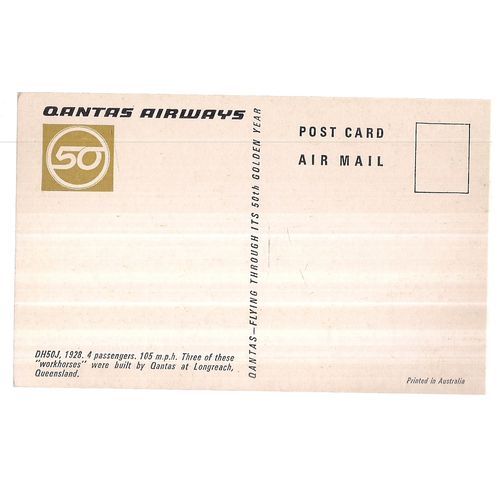 QANTAS AIRWAYS
50
DH50J, 1928. 4 passengers. 105 m.p.h. Three of these
"workhorses" were built by Qantas at Longreach,
Queensland.
QANTAS—FLYING THROUGH ITS 50th GOLDEN YEAR
POST CARD
AIR MAIL
Printed in Australia